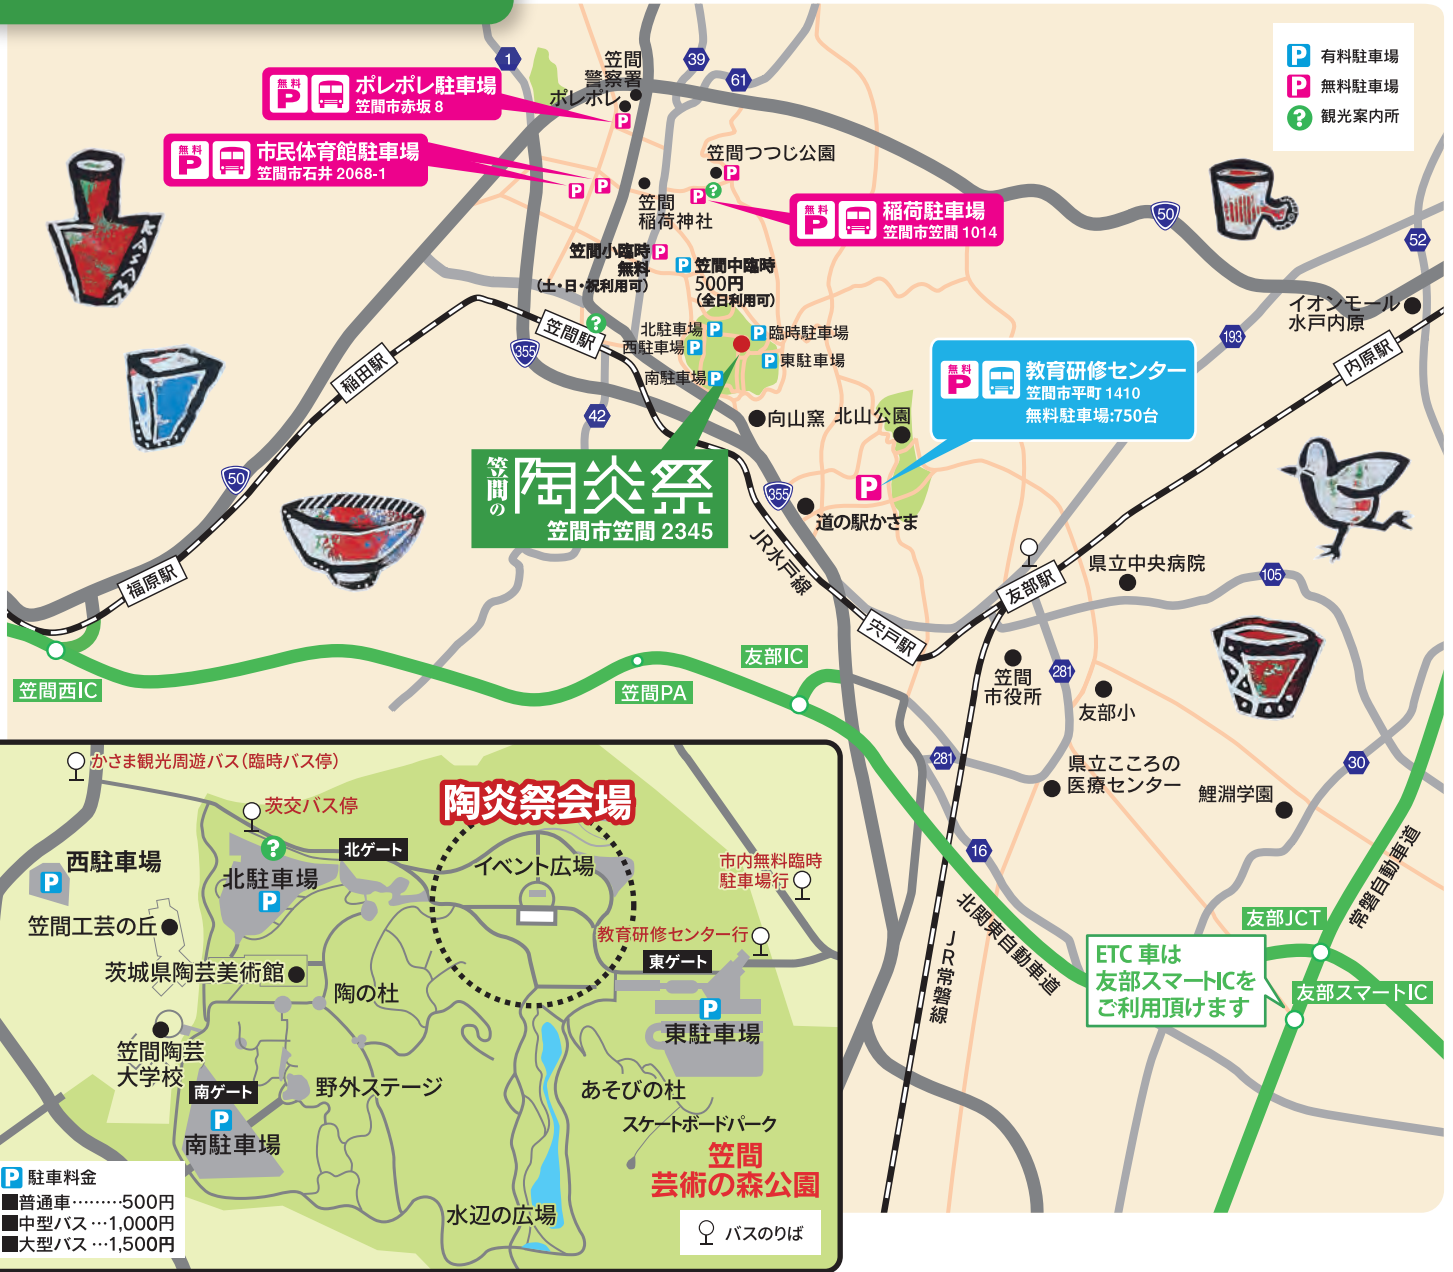 有料駐車場
無料駐車場
観光案内所
1
39
61
笠間
警察署
ポレポレ
無料
P
ポレポレ駐車場
笠間市赤坂 8
無料
P
市民体育館駐車場
笠間市石井 2068-1
笠間つつじ公園
笠間
稲荷神社
無料
P
稲荷駐車場
笠間市笠間 1014
50
52
KASAMA
笠間小臨時
無料
(土・日・祝利用可)
笠間中臨時
500円
(全日利用可)
イオンモール
水戸内原
193
内原駅
笠間駅
355
北駐車場
西駐車場
南駐車場
臨時駐車場
東駐車場
稲田駅
42
無料
P
教育研修センター
笠間市平町 1410
無料駐車場:750台
向山窯
北山公園
笠間の
陶炎祭
笠間市笠間 2345
50
355
道の駅かさま
JR水戸線
福原駅
友部駅
県立中央病院
105
宍戸駅
笠間西IC
笠間PA
友部IC
笠間
市役所
281
友部小
281
県立こころの
医療センター
30
鯉淵学園
16
北関東自動車道
JR常磐線
常磐自動車道
友部JCT
ETC 車は
友部スマートICを
ご利用頂けます
友部スマートIC
かさま観光周遊バス(臨時バス停)
茨交バス停
陶炎祭会場
西駐車場
北ゲート
北駐車場
イベント広場
市内無料臨時
駐車場行
笠間工芸の丘
教育研修センター行
東ゲート
茨城県陶芸美術館
陶の杜
東駐車場
笠間陶芸
大学校
南ゲート
野外ステージ
あそびの杜
スケートボードパーク
南駐車場
笠間
芸術の森公園
水辺の広場
バスのりば
P 駐車料金
■普通車………500円
■中型バス…1,000円
■大型バス…1,500円